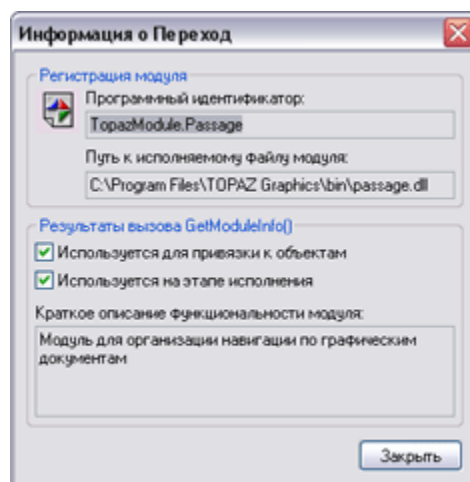 Информация о Переход
Регистрация модуля
Программный идентификатор:
TopazModule.Passage
Путь к исполняемому файлу модуля:
C:\Program Files\TOPAZ Graphics\bin\passage.dll
Результаты вызова GetModuleInfo()
Используется для привязки к объектам
Используется на этапе исполнения
Краткое описание функциональности модуля:
Модуль для организации навигации по графическим
документам
Закрыть